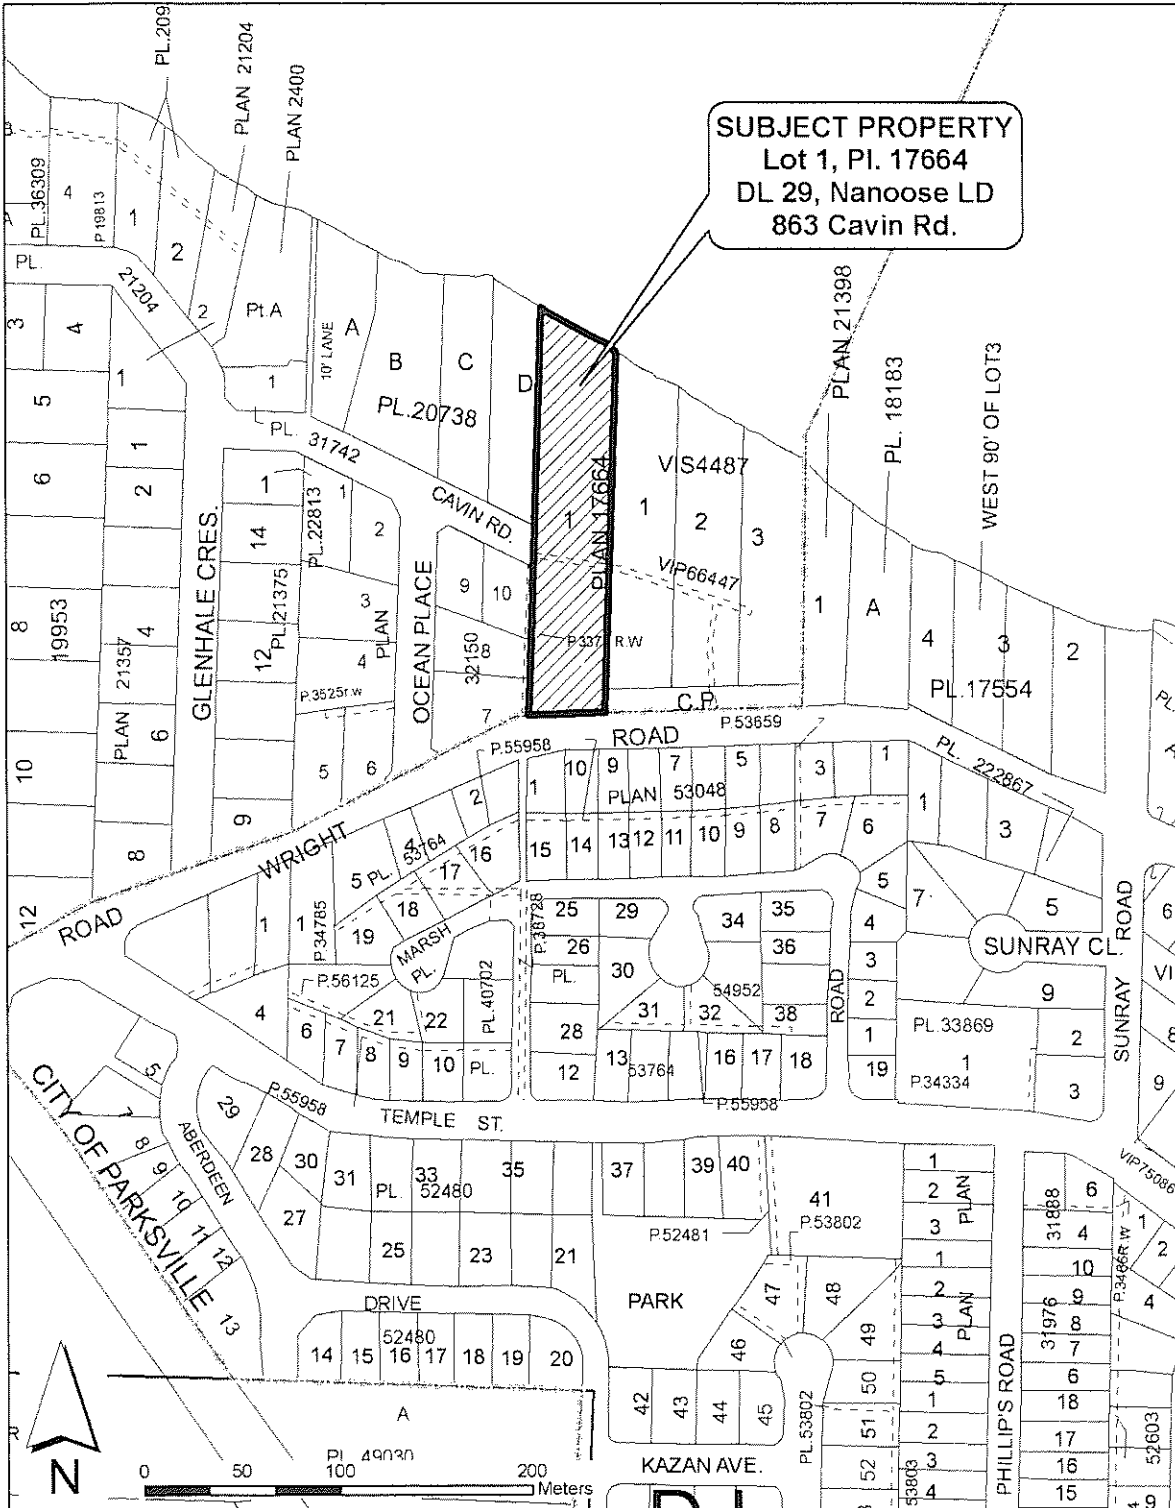 PL.209
PLAN 21204
PLAN 2400
SUBJECT PROPERTY
Lot 1, Pl. 17664
DL 29, Nanoose LD
863 Cavin Rd.
B
PL.36309
4
P19813
1
2
A
PL.
21204
2
Pt.A
10' LANE
A
B
C
D
PL.20738
3
4
1
1
PL. 31742
5
6
1
2
GLENHALE CRES.
1
14
PL.22813
1
2
CAVIN RD.
1
PLAN 17664
VIS4487
1
2
3
VIP66447
PLAN 21398
PL. 18183
WEST 90' OF LOT3
1
A
4
3
2
PL.17554
8
19953
PLAN 21357
4
6
12
PL.21375
3
PLAN
4
P.3525r.w
OCEAN PLACE
9
10
32150
8
7
R.W
C.P.
P.53659
10
8
9
5
6
P.55958
ROAD
PL. 222867
12
ROAD
WRIGHT
2
1
10
9
7
5
3
1
PLAN 53048
1
3
4
53764
5 PL.
16
17
15
14
13
12
11
10
9
8
7
6
1
1
P.34785
18
19
MARSH
PL.
P.38728
25
29
34
35
5
7
5
4
26
30
36
3
SUNRAY CL.
SUNRAY ROAD
6
VI
PL.
P.56125
PL.40702
31
32
54952
38
ROAD
2
9
4
21
22
28
1
PL.33869
2
8
6
7
8
9
10
PL.
12
13
53764
16
17
18
19
1
P.34334
3
9
5
CITY OF PARKSVILLE
7
8
9
10
11
12
13
ABERDEEN
29
P.55958
TEMPLE ST.
P.55958
28
30
31
33
35
PL. 52480
37
39
40
41
1
2
3
PLAN
VIP75086
6
31888
4
1
2
27
25
23
21
P.52481
P.53802
1
2
3
4
5
PLAN
10
9
8
7
31976
P.3486R.W
4
DRIVE
PARK
47
48
49
46
6
52480
14
15
16
17
18
19
20
42
43
44
45
50
51
52
PL.53802
1
2
3
4
53803
PHILLIP'S ROAD
18
17
16
15
52603
A
PL. 49030
KAZAN AVE.
N
0
50
100
200
Meters